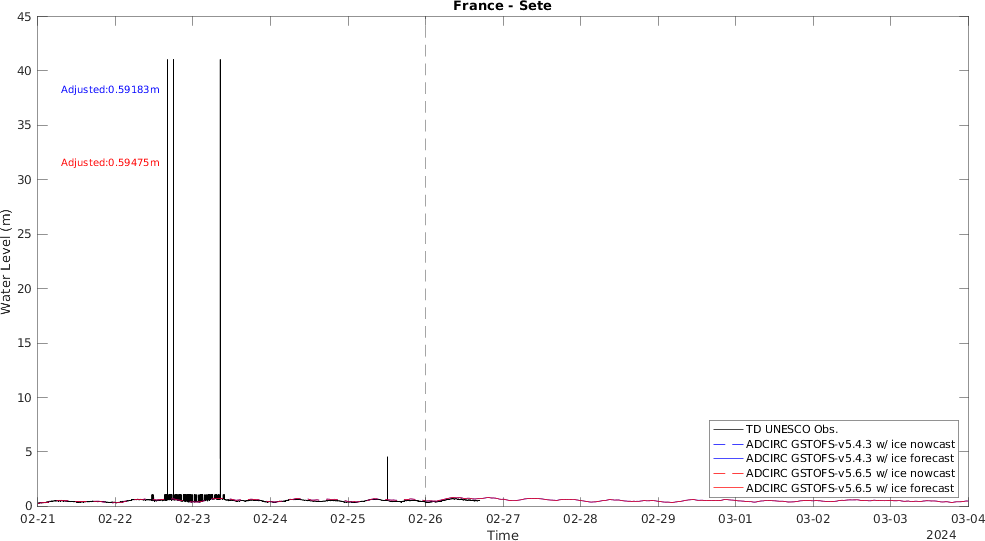 France - Sete
45
40
35
30
25
20
15
10
5
0
Water Level (m)
Adjusted:0.59183m
Adjusted:0.59475m
TD UNESCO Obs.
ADCIRC GSTOFS-v5.4.3 w/ ice nowcast
ADCIRC GSTOFS-v5.4.3 w/ ice forecast
ADCIRC GSTOFS-v5.6.5 w/ ice nowcast
ADCIRC GSTOFS-v5.6.5 w/ ice forecast
02-21 02-22 02-23 02-24 02-25 02-26 02-27 02-28 02-29 03-01 03-02 03-03 03-04
Time
2024